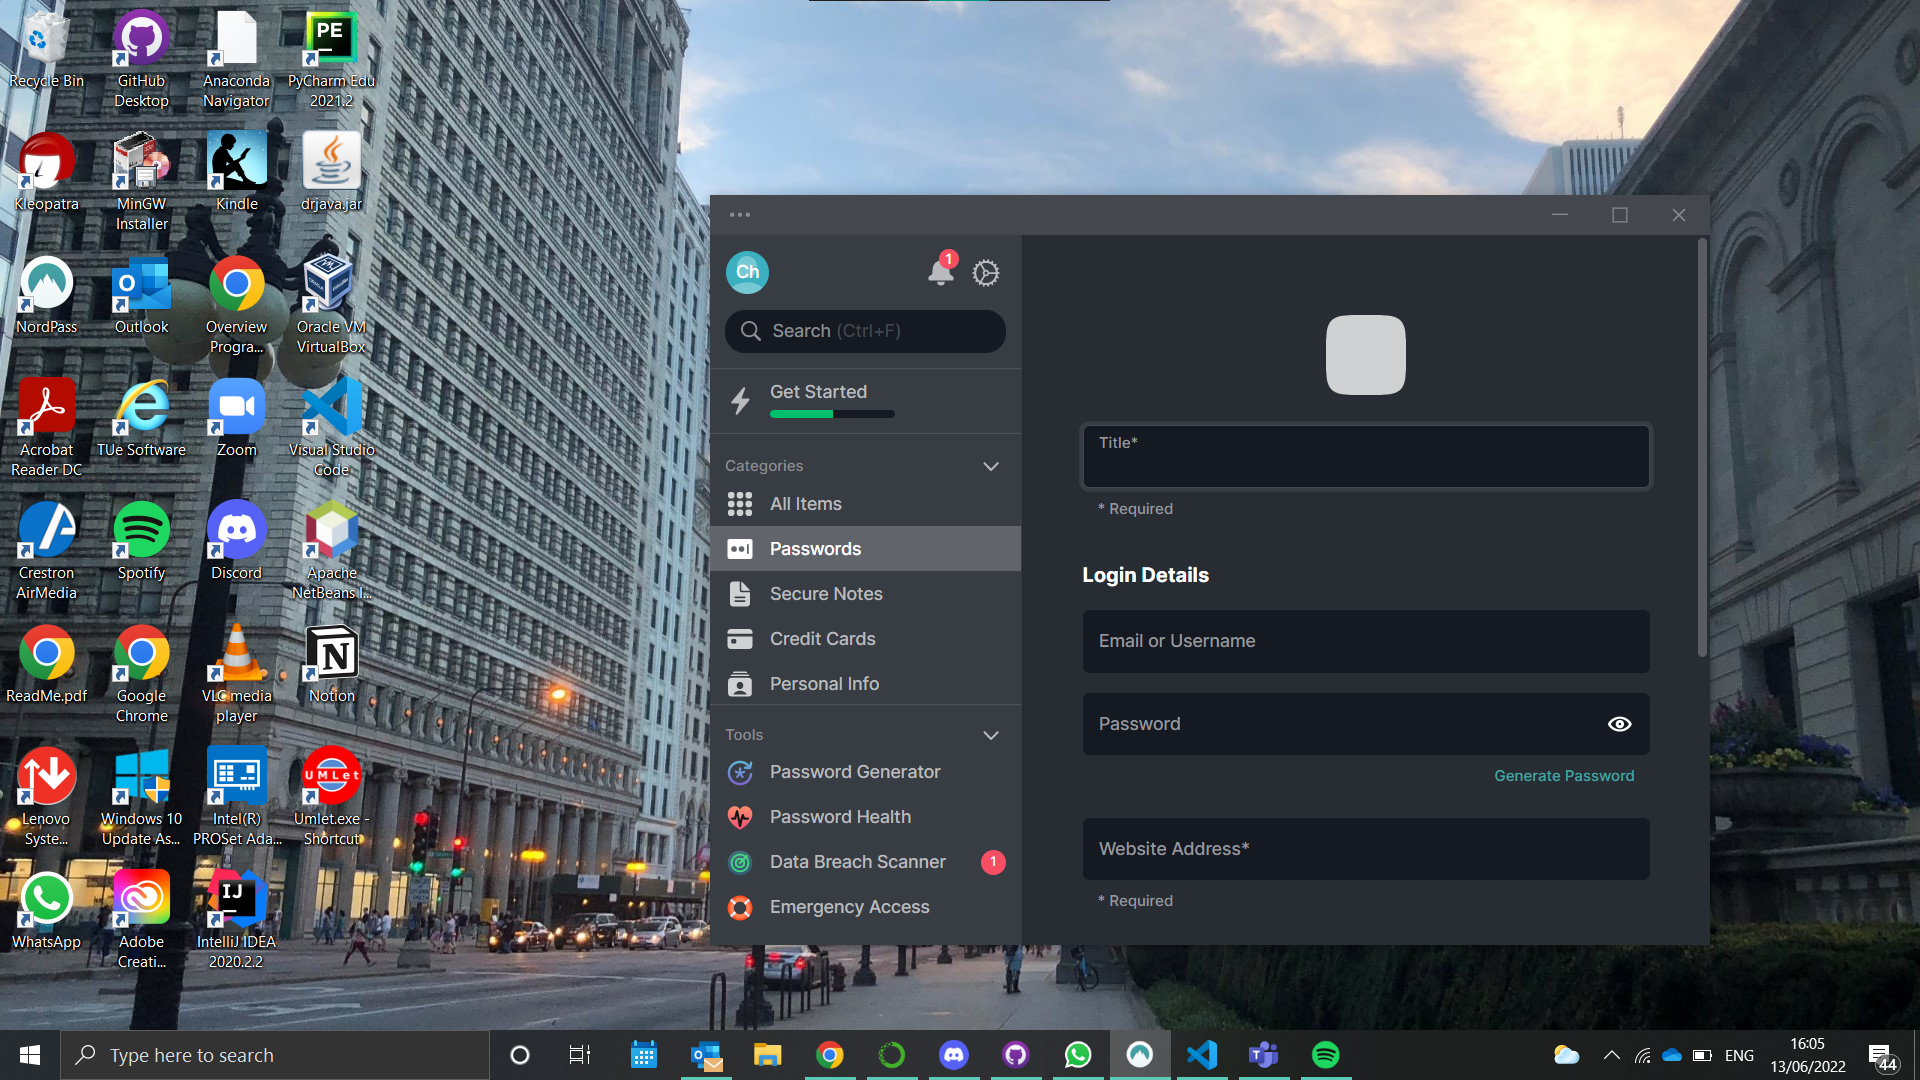 Recycle Bin
GitHub
Desktop
Anaconda
Navigator
PE
PyCharm Edu
2021.2
Kleopatra
MinGW
Installer
Kindle
drjava.jar
NordPass
Outlook
Overview
Progra...
Oracle VM
VirtualBox
Acrobat
Reader DC
TUe Software
Zoom
Visual Studio
Code
Crestron
AirMedia
Spotify
Discord
Apache
NetBeans I...
ReadMe.pdf
Google
Chrome
VLC media
player
Notion
Lenovo
Syste...
Windows 10
Update As...
Intel(R)
PROSet Ada...
UMLet
Umlet.exe -
Shortcut
WhatsApp
Adobe
Creati...
IJ
IntelliJ IDEA
2020.2.2
Ch
1
Search (Ctrl+F)
Get Started
Categories
All Items
Passwords
Secure Notes
Credit Cards
Personal Info
Tools
Password Generator
Password Health
Data Breach Scanner 1
Emergency Access
Title*
* Required
Login Details
Email or Username
Password
Generate Password
Website Address*
* Required
Type here to search
ENG
16:05
13/06/2022
44